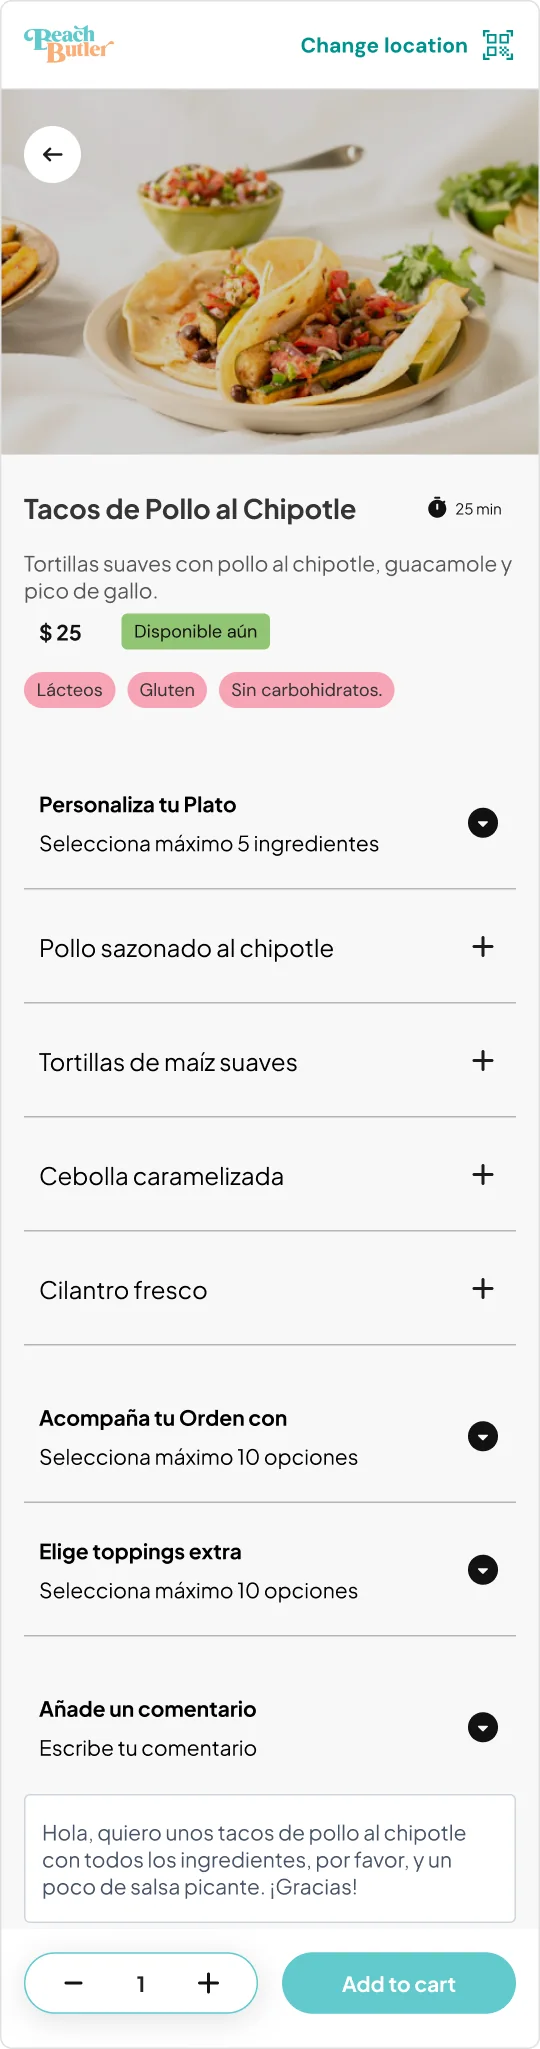 Beach
Butler
Change location
Tacos de Pollo al Chipotle
25 min
Tortillas suaves con pollo al chipotle, guacamole y
pico de gallo.
$ 25
Disponible aún
Lácteos
Gluten
Sin carbohidratos.
Personaliza tu Plato
Selecciona máximo 5 ingredientes
Pollo sazonado al chipotle
Tortillas de maíz suaves
Cebolla caramelizada
Cilantro fresco
Acompaña tu Orden con
Selecciona máximo 10 opciones
Elige toppings extra
Selecciona máximo 10 opciones
Añade un comentario
Escribe tu comentario
Hola, quiero unos tacos de pollo al chipotle
con todos los ingredientes, por favor, y un
poco de salsa picante. ¡Gracias!
1
Add to cart